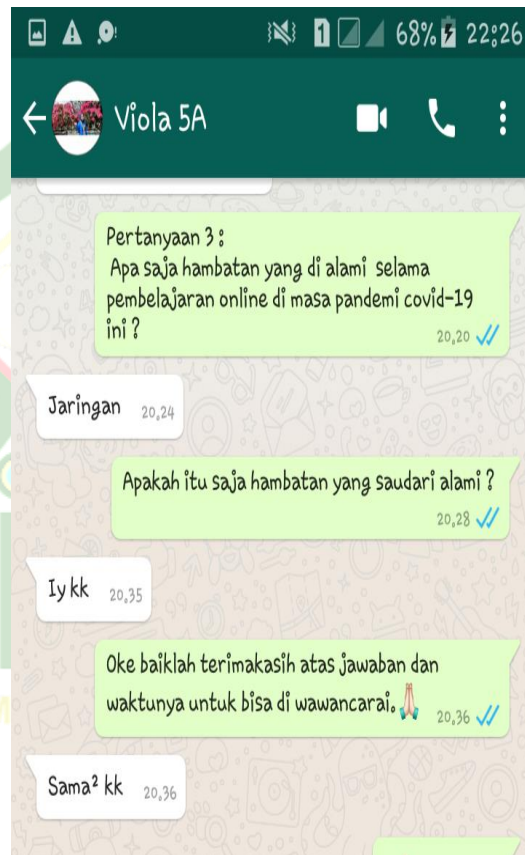 1 68% 22:26
Viola 5A
Pertanyaan 3 :
Apa saja hambatan yang di alami selama
pembelajaran online di masa pandemi covid-19
ini ?
20,20
Jaringan 20,24
Apakah itu saja hambatan yang saudari alami ?
20,28
Iy kk 20,35
Oke baiklah terimakasih atas jawaban dan
waktunya untuk bisa di wawancarai. 🙏 20,36
Sama² kk 20,36